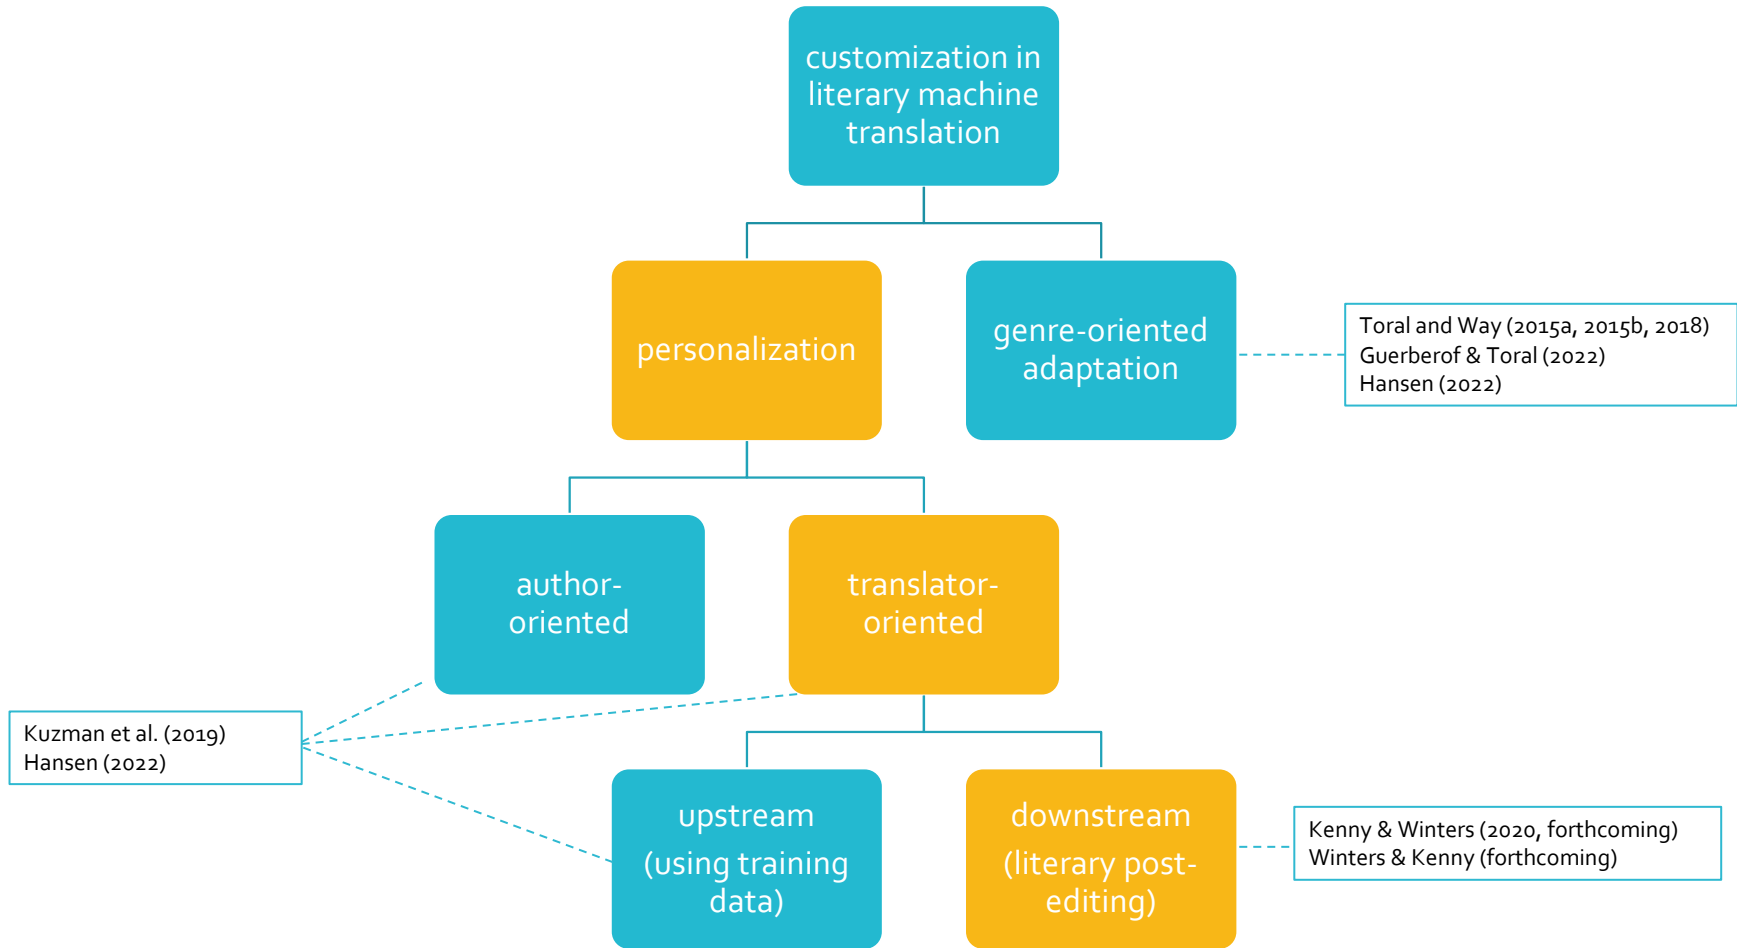 customization in
literary machine
translation
personalization
genre-oriented
adaptation
Toral and Way (2015a, 2015b, 2018)
Guerberof & Toral (2022)
Hansen (2022)
author-
oriented
translator-
oriented
Kuzman et al. (2019)
Hansen (2022)
upstream
(using training
data)
downstream
(literary post-
editing)
Kenny & Winters (2020, forthcoming)
Winters & Kenny (forthcoming)